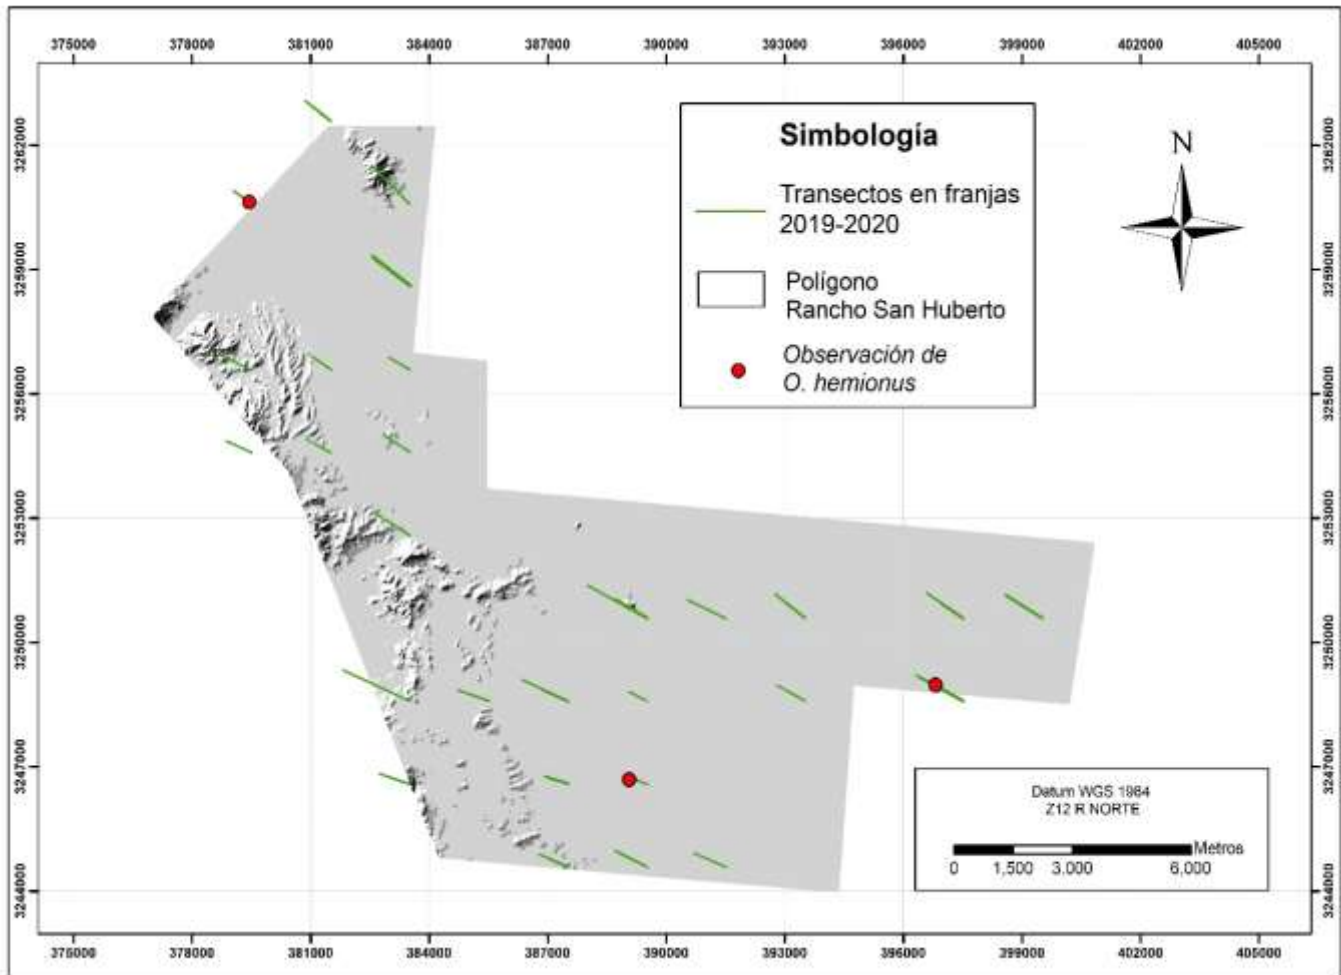 375000 378000 381000 384000 387000 390000 393000 396000 399000 402000 405000
3262000
3259000
3256000
3253000
3250000
3247000
3244000
Simbología
Transectos en franjas
2019-2020
Polígono
Rancho San Huberto
Observación de
O. hemionus
N
3262000
3259000
3256000
3253000
3250000
3247000
3244000
Datum WGS 1984
Z12 R NORTE
Metros
0 1,500 3,000 6,000
375000 378000 381000 384000 387000 390000 393000 396000 399000 402000 405000